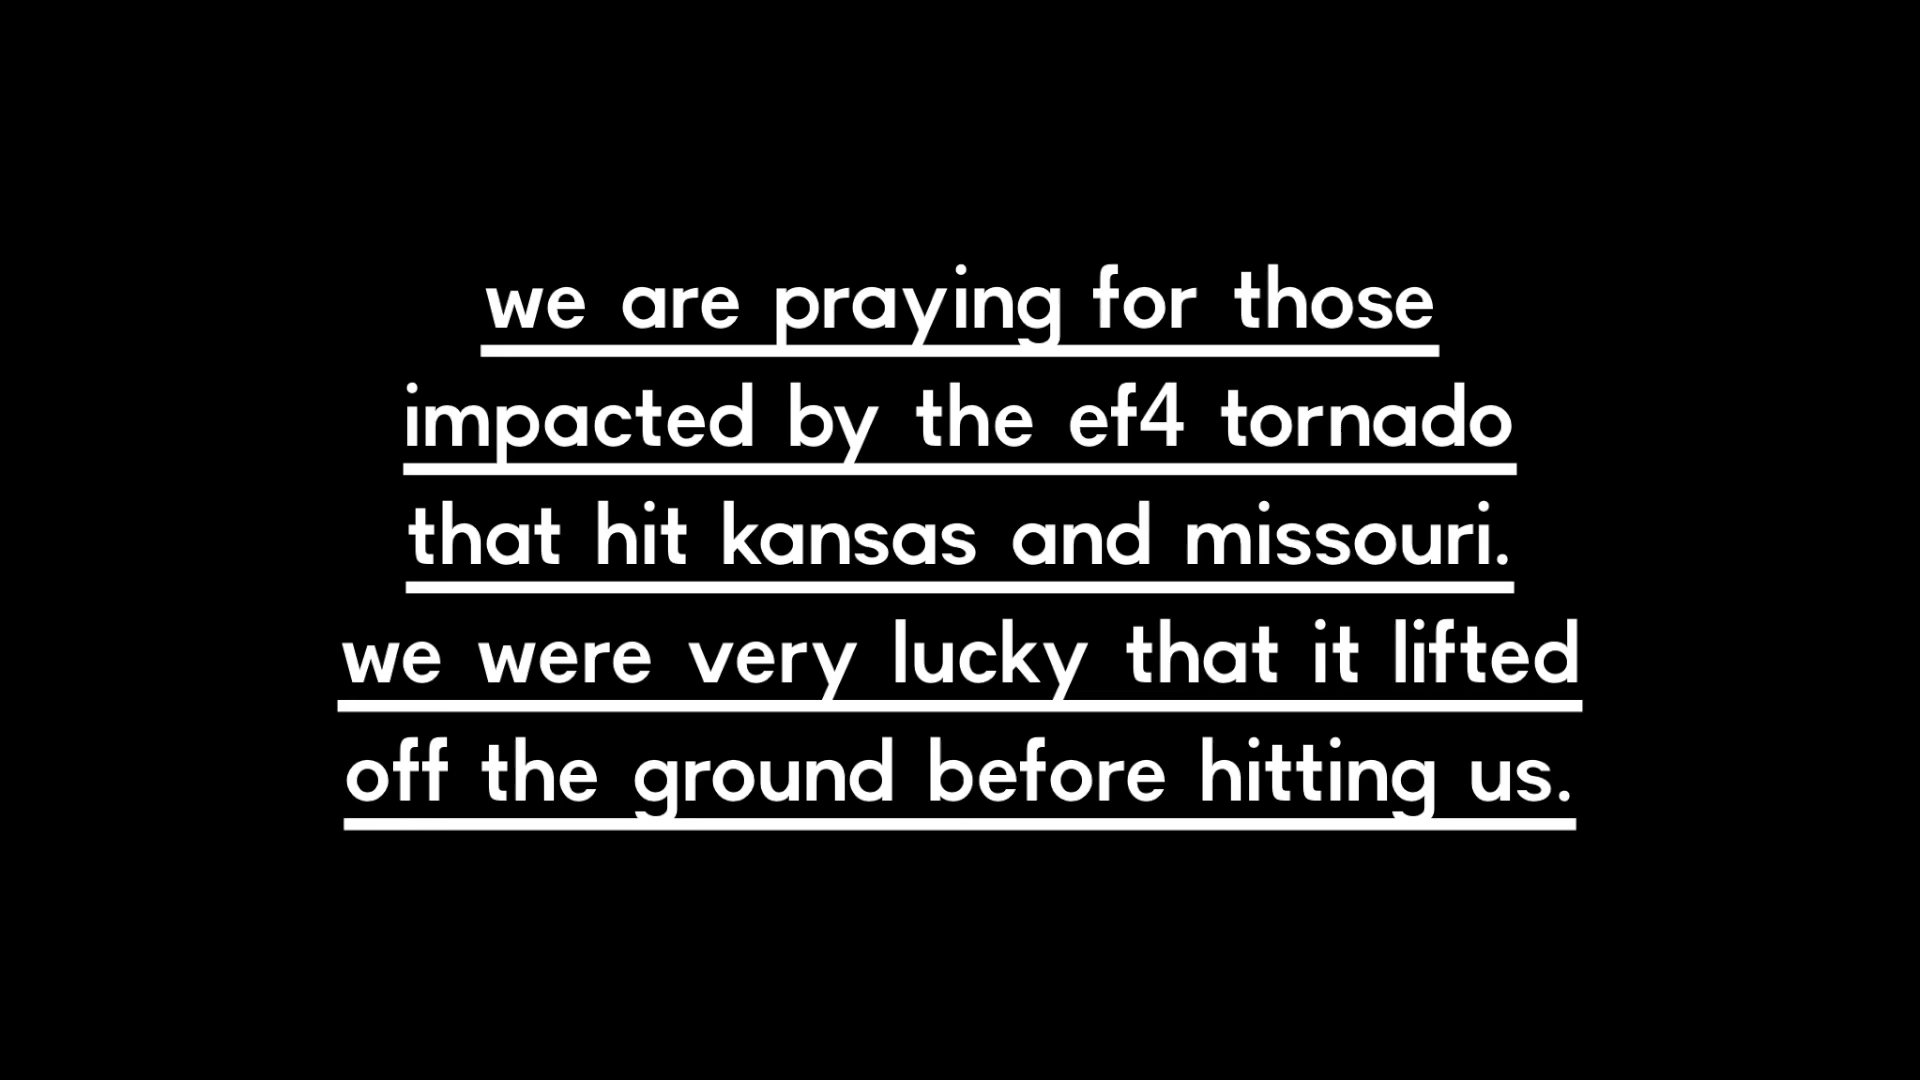 we are praying for those
impacted by the ef4 tornado
that hit kansas and missouri.
we were very lucky that it lifted
off the ground before hitting us.